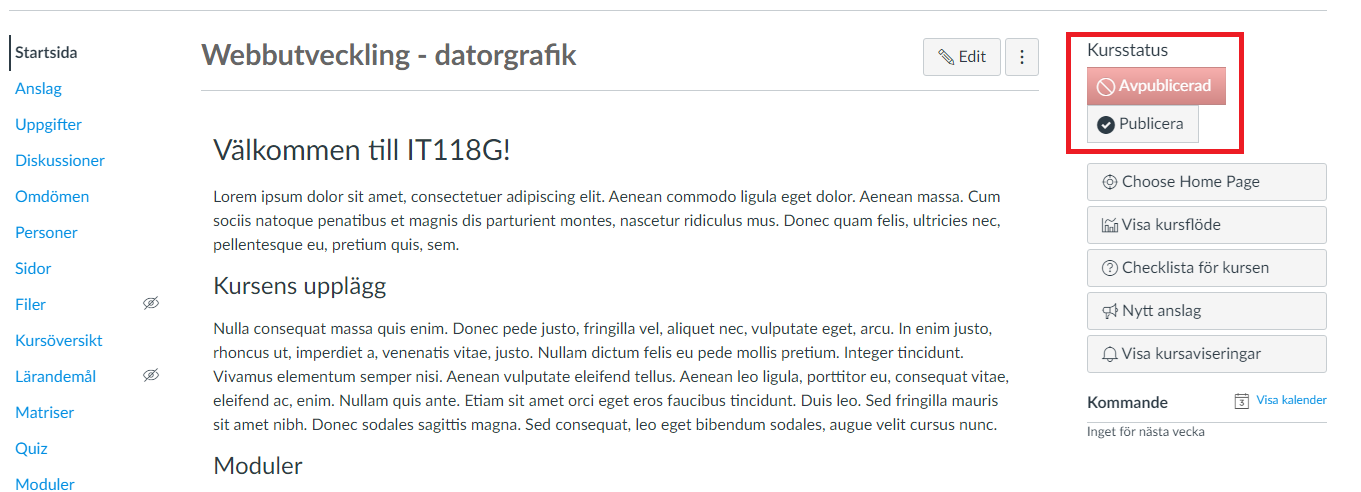 Startsida
Anslag
Uppgifter
Diskussioner
Omdömen
Personer
Sidor
Filer
Kursöversikt
Lärandemål
Matriser
Quiz
Moduler
Webbutveckling - datorgrafik
Edit
Välkommen till IT118G!
Lorem ipsum dolor sit amet, consectetuer adipiscing elit. Aenean commodo ligula eget dolor. Aenean massa. Cum
sociis natoque penatibus et magnis dis parturient montes, nascetur ridiculus mus. Donec quam felis, ultricies nec,
pellentesque eu, pretium quis, sem.
Kursens upplägg
Nulla consequat massa quis enim. Donec pede justo, fringilla vel, aliquet nec, vulputate eget, arcu. In enim justo,
rhoncus ut, imperdiet a, venenatis vitae, justo. Nullam dictum felis eu pede mollis pretium. Integer tincidunt.
Vivamus elementum semper nisi. Aenean vulputate eleifend tellus. Aenean leo ligula, porttitor eu, consequat vitae,
eleifend ac, enim. Nullam quis ante. Etiam sit amet orci eget eros faucibus tincidunt. Duis leo. Sed fringilla mauris
sit amet nibh. Donec sodales sagittis magna. Sed consequat, leo eget bibendum sodales, augue velit cursus nunc.
Moduler
Kursstatus
Avpublicerad
Publicera
Choose Home Page
Visa kursflöde
Checklista för kursen
Nytt anslag
Visa kursaviseringar
Kommande
3 Visa kalender
Inget för nästa vecka